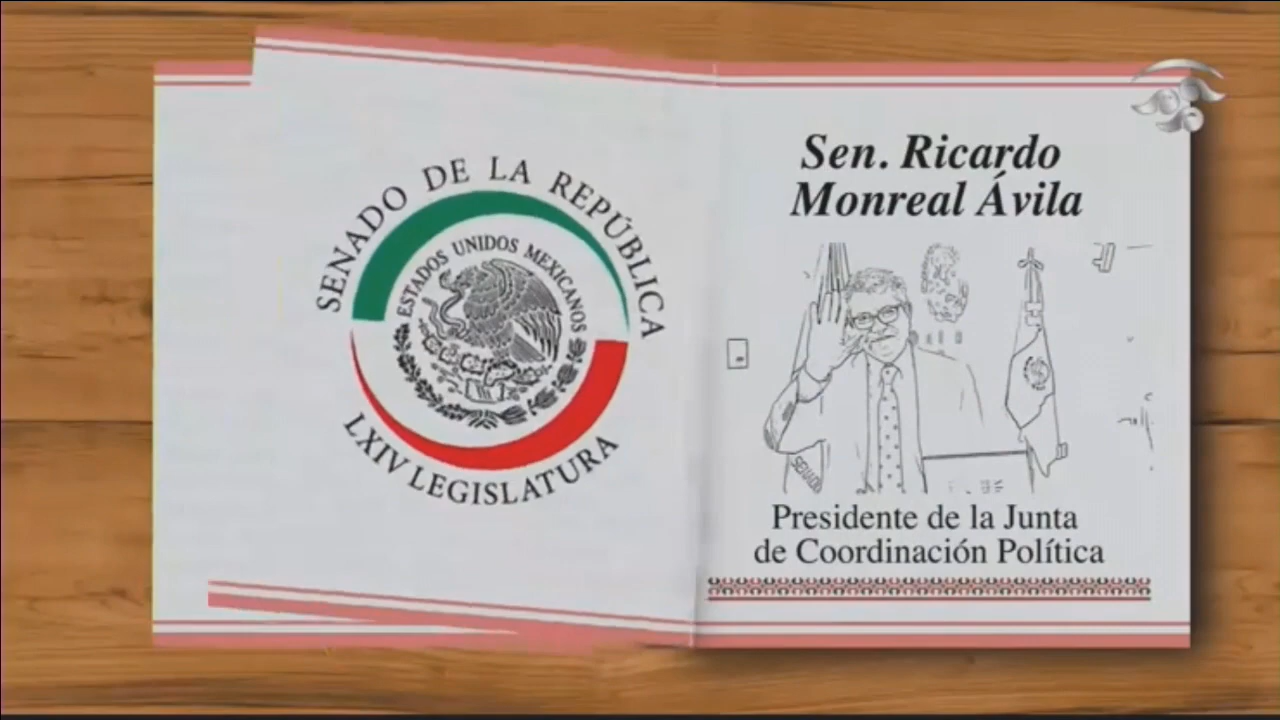 SENADO DE LA REPÚBLICA
ESTADOS UNIDOS MEXICANOS
LXIV LEGISLATURA
Sen. Ricardo
Monreal Ávila
SENADO
Presidente de la Junta
de Coordinación Política